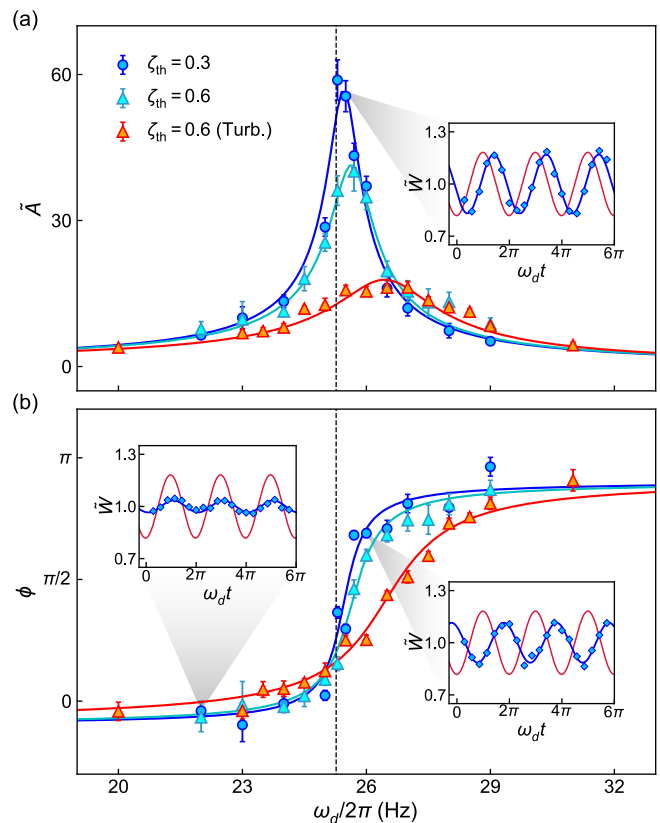 (a)
60
30
0
Ã
ζth = 0.3
ζth = 0.6
ζth = 0.6 (Turb.)
1.3
1.0
0.7
W̃
0 2π 4π 6π
ωdt
(b)
π
π/2
0
ϕ
1.3
1.0
0.7
W̃
0 2π 4π 6π
ωdt
1.3
1.0
0.7
W̃
0 2π 4π 6π
ωdt
20 23 26 29 32
ωd/2π (Hz)